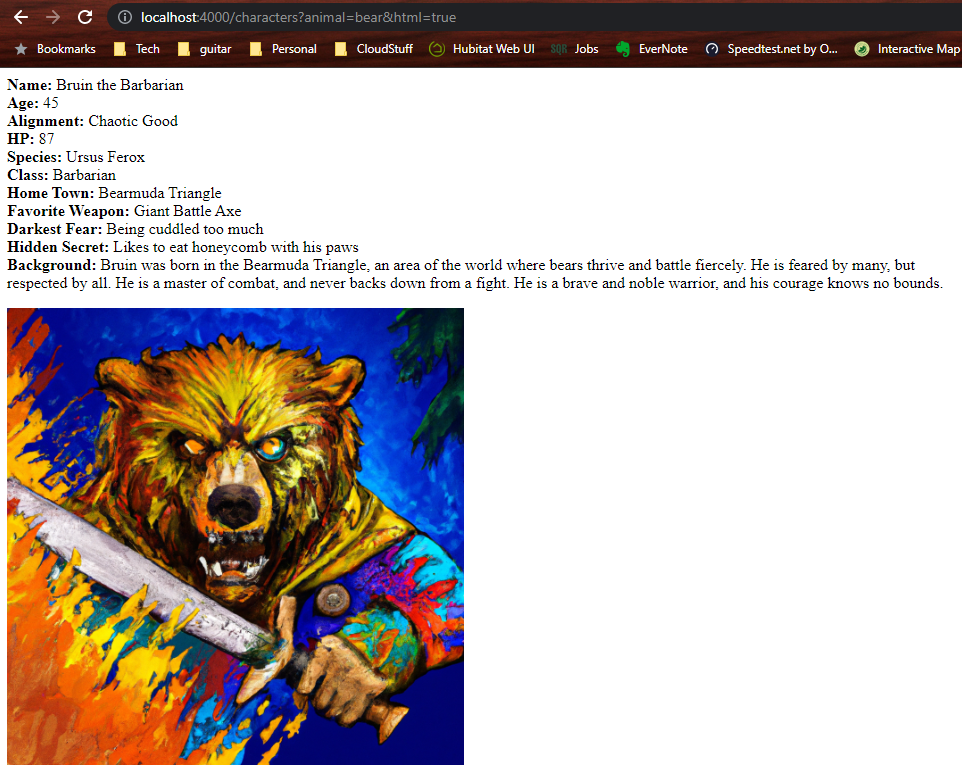 localhost:4000/characters?animal=bear&html=true
Bookmarks Tech guitar Personal CloudStuff Hubitat Web UI SQR Jobs EverNote Speedtest.net by O... Interactive Map
Name: Bruin the Barbarian
Age: 45
Alignment: Chaotic Good
HP: 87
Species: Ursus Ferox
Class: Barbarian
Home Town: Bearmuda Triangle
Favorite Weapon: Giant Battle Axe
Darkest Fear: Being cuddled too much
Hidden Secret: Likes to eat honeycomb with his paws
Background: Bruin was born in the Bearmuda Triangle, an area of the world where bears thrive and battle fiercely. He is feared by many, but
respected by all. He is a master of combat, and never backs down from a fight. He is a brave and noble warrior, and his courage knows no bounds.